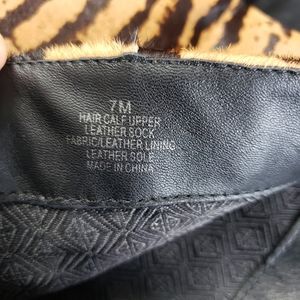 7M
HAIR CALF UPPER
LEATHER SOCK
FABRIC/LEATHER LINING
LEATHER SOLE
MADE IN CHINA